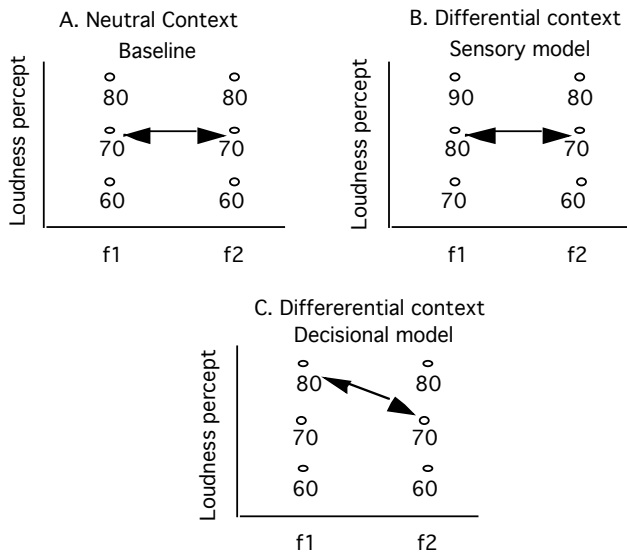 A. Neutral Context
Baseline
Loudness percept
80 80
70 70
60 60
f1 f2
B. Differential context
Sensory model
Loudness percept
90 80
80 70
70 60
f1 f2
C. Differerential context
Decisional model
Loudness percept
80 80
70 70
60 60
f1 f2